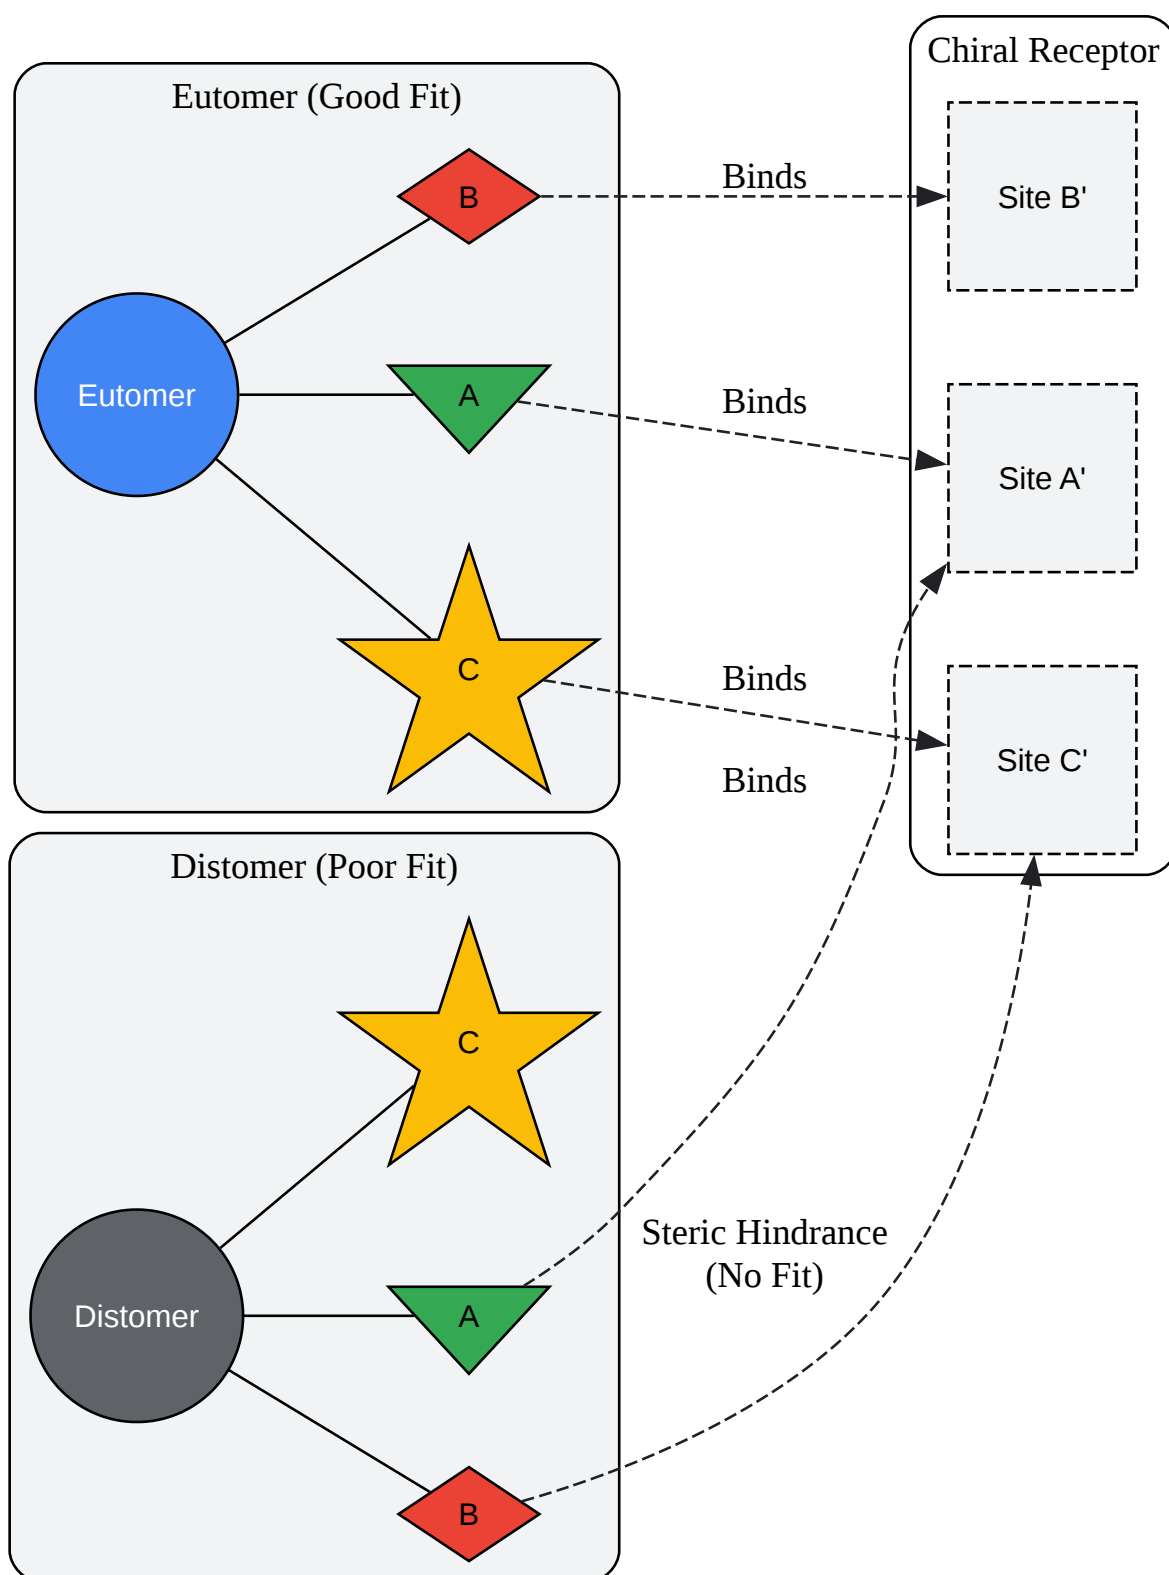 Chiral Receptor
Eutomer (Good Fit)
B
Binds
Site B'
Eutomer
A
Binds
Site A'
C
Binds
Site C'
Binds
Distomer (Poor Fit)
C
Steric Hindrance
(No Fit)
Distomer
A
B